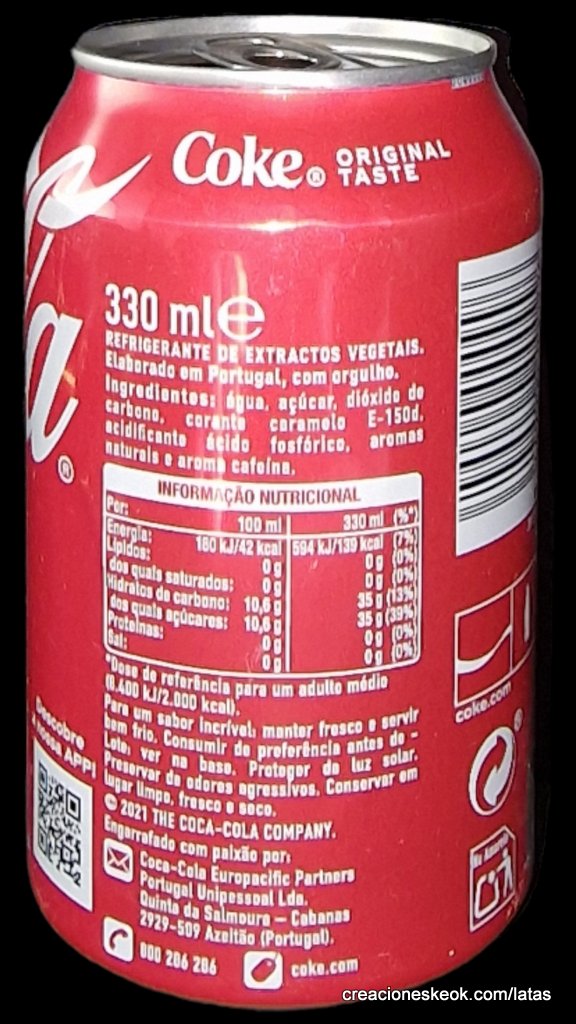 Coke® ORIGINAL
TASTE
a®
330 ml e
REFRIGERANTE DE EXTRACTOS VEGETAIS.
Elaborado em Portugal, com orgulho.
Ingredientes: água, açúcar, dióxido de
carbono, corante caramelo E-150d,
acidificante ácido fosfórico, aromas
naturais e aroma cafeína.
INFORMAÇÃO NUTRICIONAL
Por: 100 ml 330 ml (%*)
Energia: 180 kJ/42 kcal 594 kJ/139 kcal (7%)
Lípidos: 0 g 0 g (0%)
dos quais saturados: 0 g 0 g (0%)
Hidratos de carbono: 10,6 g 35 g (13%)
dos quais açúcares: 10,6 g 35 g (39%)
Proteínas: 0 g 0 g (0%)
Sal: 0 g 0 g (0%)
*Dose de referência para um adulto médio
(8.400 kJ/2.000 kcal).
Para um sabor incrível: manter fresco e servir
bem frio. Consumir de preferência antes de -
Lote: ver na base. Proteger da luz solar.
Preservar de odores agressivos. Conservar em
lugar limpo, fresco e seco.
© 2021 THE COCA-COLA COMPANY.
Engarrafado com paixão por:
Coca-Cola Europacific Partners
Portugal Unipessoal Lda.
Quinta da Salmoura – Cabanas
2929-509 Azeitão (Portugal).
800 206 206
coke.com
Descobre
a nossa APP!
coke.com
creacioneskeok.com/latas